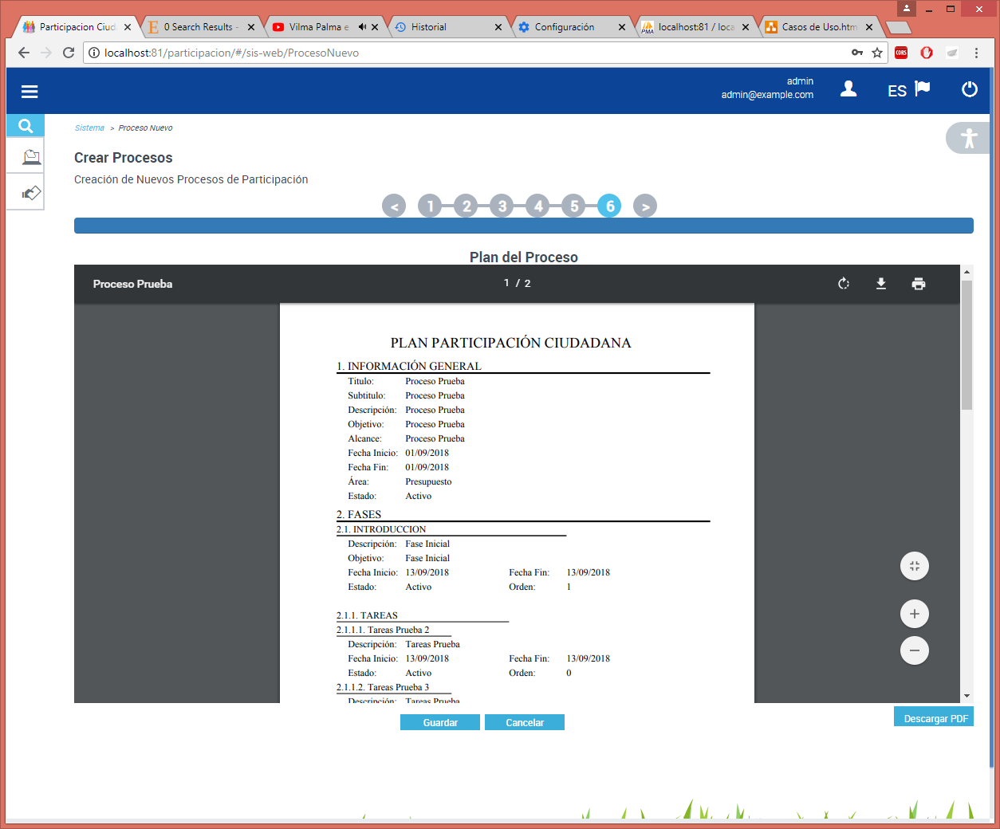 Participacion Ciud
0 Search Results -
Vilma Palma e
Historial
Configuración
localhost:81 / loca
Casos de Uso.htm
localhost:81/participacion/#/sis-web/ProcesoNuevo
CORS
admin
admin@example.com
ES
Sistema > Proceso Nuevo
Crear Procesos
Creación de Nuevos Procesos de Participación
< 1 2 3 4 5 6 >
Plan del Proceso
Proceso Prueba
1 / 2
PLAN PARTICIPACIÓN CIUDADANA
1. INFORMACIÓN GENERAL
Titulo: Proceso Prueba
Subtitulo: Proceso Prueba
Descripción: Proceso Prueba
Objetivo: Proceso Prueba
Alcance: Proceso Prueba
Fecha Inicio: 01/09/2018
Fecha Fin: 01/09/2018
Área: Presupuesto
Estado: Activo
2. FASES
2.1. INTRODUCCION
Descripción: Fase Inicial
Objetivo: Fase Inicial
Fecha Inicio: 13/09/2018 Fecha Fin: 13/09/2018
Estado: Activo Orden: 1
2.1.1. TAREAS
2.1.1.1. Tareas Prueba 2
Descripción: Tareas Prueba
Fecha Inicio: 13/09/2018 Fecha Fin: 13/09/2018
Estado: Activo Orden: 0
2.1.1.2. Tareas Prueba 3
Descripción: Tareas Prueba
Guardar
Cancelar
Descargar PDF